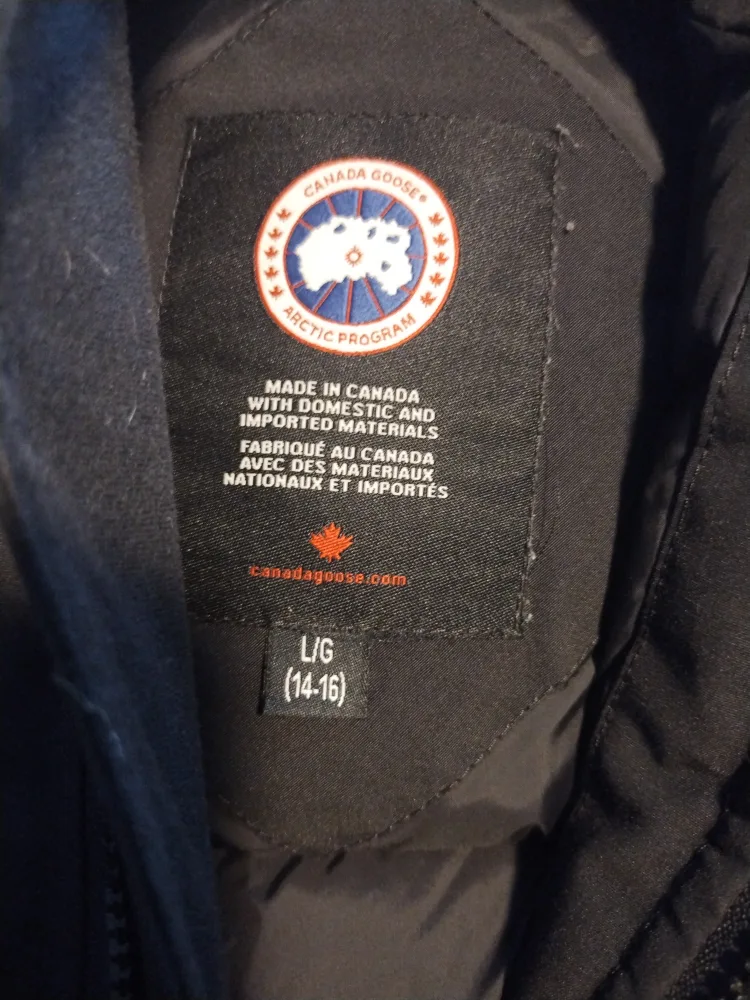 CANADA GOOSE®
ARCTIC PROGRAM
MADE IN CANADA
WITH DOMESTIC AND
IMPORTED MATERIALS
FABRIQUÉ AU CANADA
AVEC DES MATERIAUX
NATIONAUX ET IMPORTÉS
canadagoose.com
L/G
(14-16)